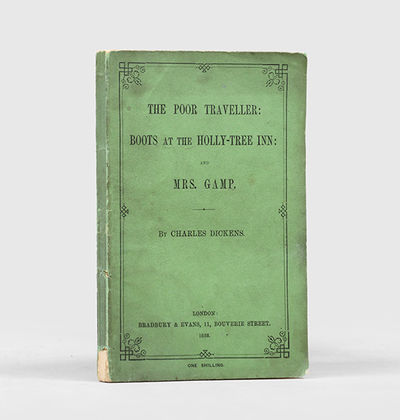 THE POOR TRAVELLER:
BOOTS AT THE HOLLY-TREE INN:
AND
MRS. GAMP.
BY CHARLES DICKENS.
LONDON:
BRADBURY & EVANS, 11, BOUVERIE STREET.
1858.
ONE SHILLING.